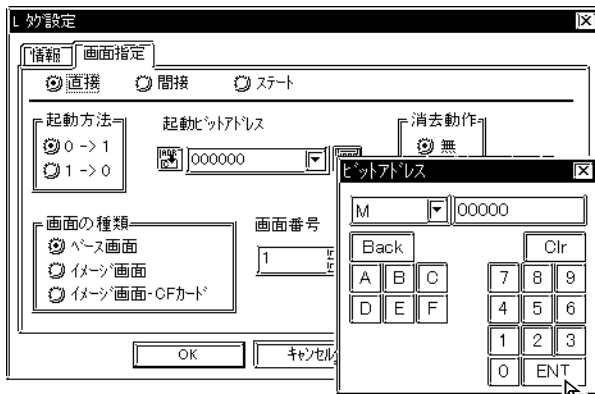 L ﾀｸﾞ設定
情報
画面指定
直接
間接
ｽﾃｰﾄ
起動方法
0 -> 1
1 -> 0
起動ﾋﾞｯﾄｱﾄﾞﾚｽ
000000
消去動作
無
画面の種類
ﾍﾞｰｽ画面
ｲﾒｰｼﾞ画面
ｲﾒｰｼﾞ画面-CFｶｰﾄﾞ
画面番号
1
OK
ｷｬﾝｾﾙ
ﾋﾞｯﾄｱﾄﾞﾚｽ
M
00000
Back
Clr
A B C
7 8 9
D E F
4 5 6
1 2 3
0 ENT